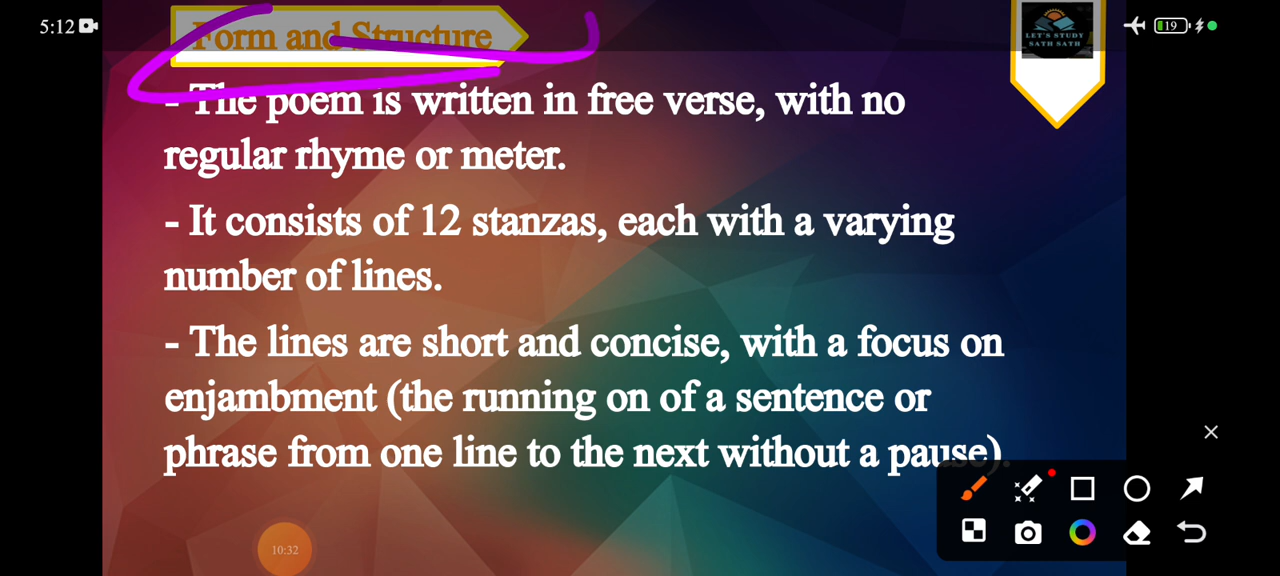 5:12
Form and Structure
LET'S STUDY
SATH SATH
19
- The poem is written in free verse, with no
regular rhyme or meter.
- It consists of 12 stanzas, each with a varying
number of lines.
- The lines are short and concise, with a focus on
enjambment (the running on of a sentence or
phrase from one line to the next without a pause).
10:32